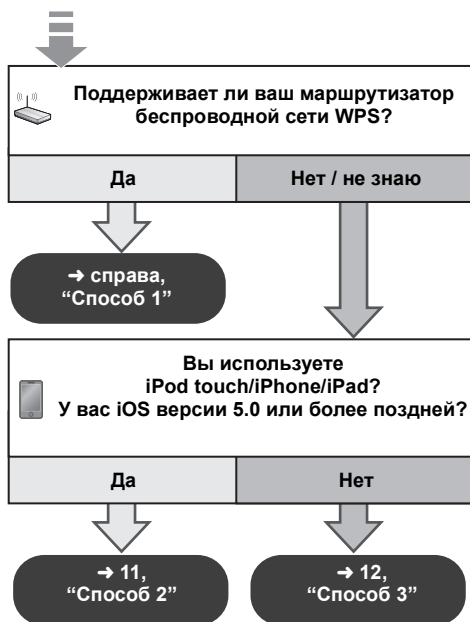 Поддерживает ли ваш маршрутизатор
беспроводной сети WPS?
Да
Нет / не знаю
➔ справа,
“Способ 1”
Вы используете
iPod touch/iPhone/iPad?
У вас iOS версии 5.0 или более поздней?
Да
Нет
➔ 11,
“Способ 2”
➔ 12,
“Способ 3”